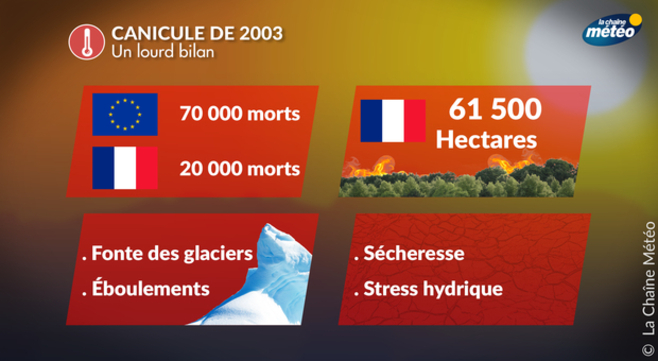 CANICULE DE 2003
Un lourd bilan
la chaîne
météo
70 000 morts
20 000 morts
61 500
Hectares
. Fonte des glaciers
. Éboulements
. Sécheresse
. Stress hydrique
© La Chaîne Météo